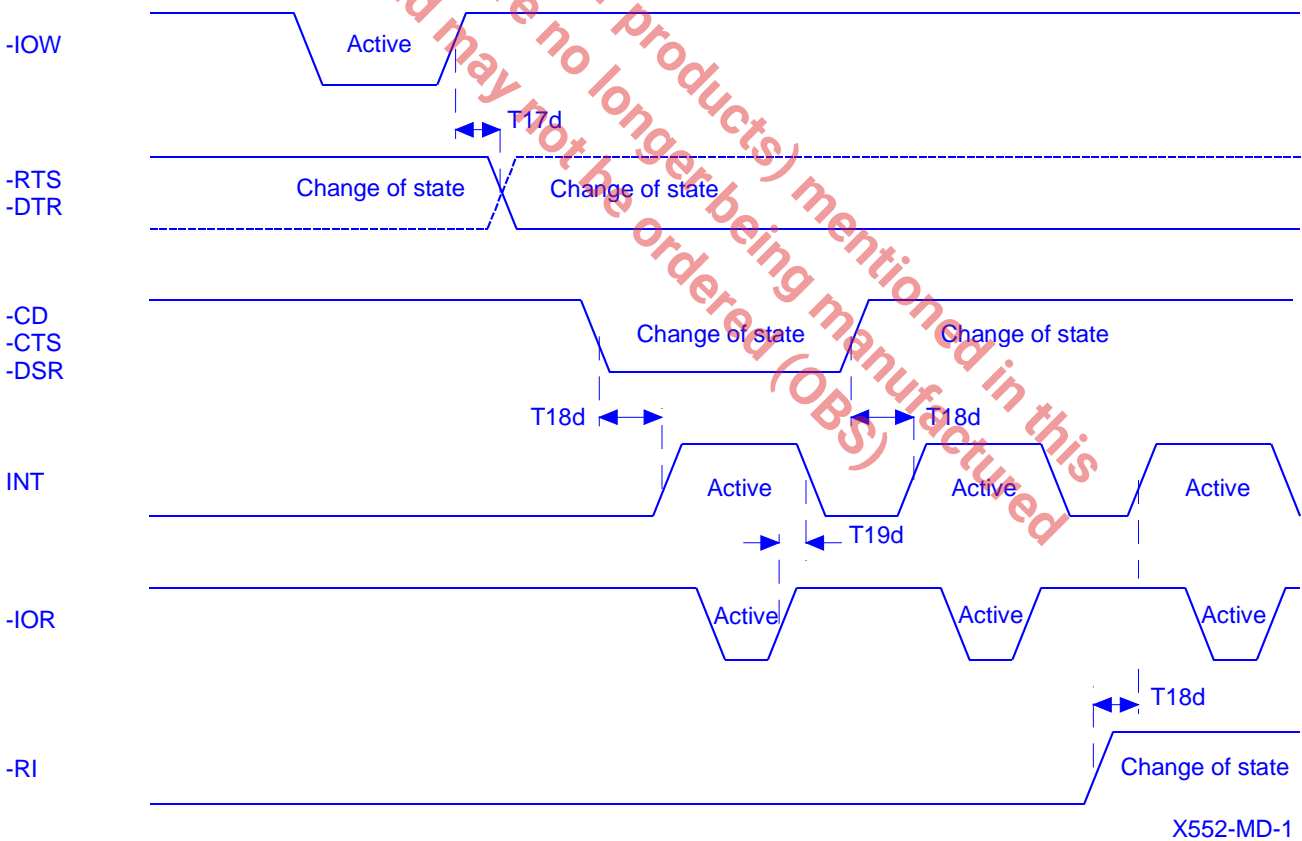 -IOW
Active
T17d
-RTS
-DTR
Change of state
Change of state
-CD
-CTS
-DSR
Change of state
Change of state
T18d
T18d
INT
Active
Active
Active
T19d
-IOR
Active
Active
Active
T18d
-RI
Change of state
X552-MD-1
products) mentioned in this
no longer being manufactured
may not be ordered (OBS)